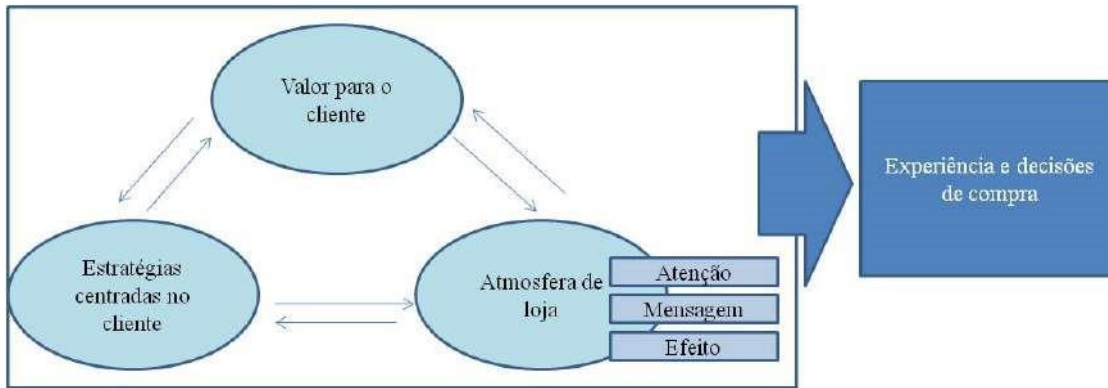 Valor para o
cliente
Estratégias
centradas no
cliente
Atmosfera de
loja
Atenção
Mensagem
Efeito
Experiência e decisões
de compra